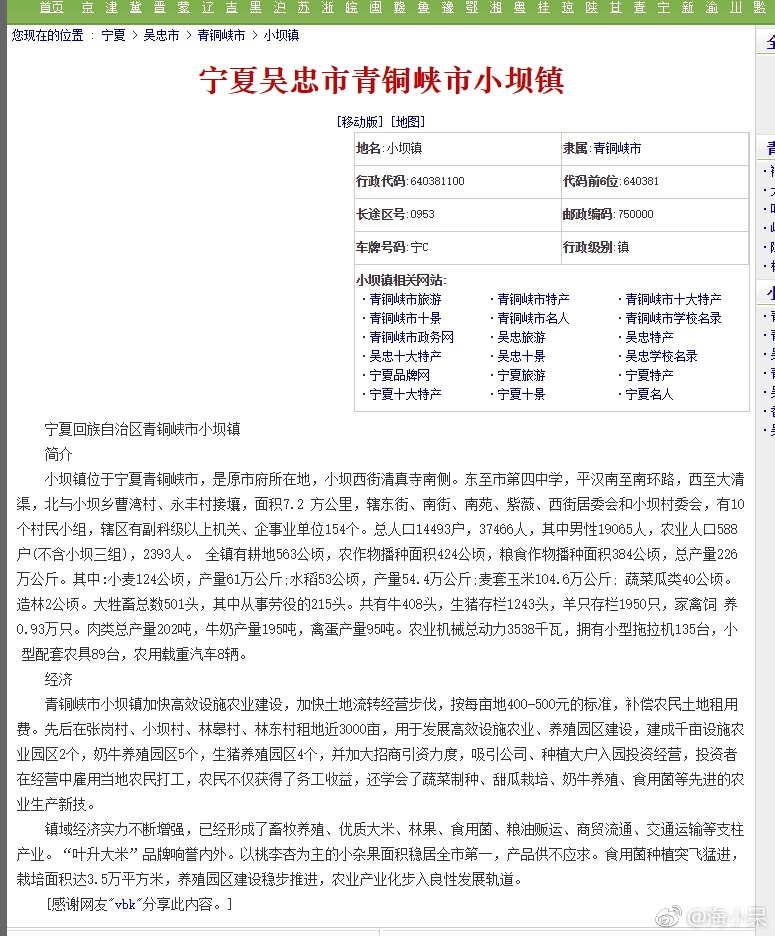 首页 京 津 冀 晋 蒙 辽 吉 黑 沪 苏 浙 皖 闽 赣 鲁 豫 鄂 湘 粤 桂 琼 陕 甘 青 宁 新 渝 川 黔
您现在的位置 : 宁夏 > 吴忠市 > 青铜峡市 > 小坝镇
宁夏吴忠市青铜峡市小坝镇
[移动版] [地图]
地名:小坝镇 隶属:青铜峡市
行政代码:640381100 代码前6位:640381
长途区号:0953 邮政编码:750000
车牌号码:宁C 行政级别:镇
小坝镇相关网站:
·青铜峡市旅游 ·青铜峡市特产 ·青铜峡市十大特产
·青铜峡市十景 ·青铜峡市名人 ·青铜峡市学校名录
·青铜峡市政务网 ·吴忠旅游 ·吴忠特产
·吴忠十大特产 ·吴忠十景 ·吴忠学校名录
·宁夏品牌网 ·宁夏旅游 ·宁夏特产
·宁夏十大特产 ·宁夏十景 ·宁夏名人
宁夏回族自治区青铜峡市小坝镇
简介
小坝镇位于宁夏青铜峡市，是原市府所在地，小坝西街清真寺南侧。东至市第四中学，平汉南至南环路，西至大清
渠，北与小坝乡曹湾村、永丰村接壤，面积7.2 方公里，辖东街、南街、南苑、紫薇、西街居委会和小坝村委会，有10
个村民小组，辖区有副科级以上机关、企事业单位154个。总人口14493户，37466人，其中男性19065人，农业人口588
户(不含小坝三组)，2393人。 全镇有耕地563公顷，农作物播种面积424公顷，粮食作物播种面积384公顷，总产量226
万公斤。其中:小麦124公顷，产量61万公斤;水稻53公顷，产量54.4万公斤;麦套玉米104.6万公斤; 蔬菜瓜类40公顷。
造林2公顷。大牲畜总数501头，其中从事劳役的215头。共有牛408头，生猪存栏1243头，羊只存栏1950只，家禽饲 养
0.93万只。肉类总产量202吨，牛奶产量195吨，禽蛋产量95吨。农业机械总动力3538千瓦，拥有小型拖拉机135台，小
型配套农具89台，农用载重汽车8辆。
经济
青铜峡市小坝镇加快高效设施农业建设，加快土地流转经营步伐，按每亩地400-500元的标准，补偿农民土地租用
费。先后在张岗村、小坝村、林皋村、林东村租地近3000亩，用于发展高效设施农业、养殖园区建设，建成千亩设施农
业园区2个，奶牛养殖园区5个，生猪养殖园区4个，并加大招商引资力度，吸引公司、种植大户入园投资经营，投资者
在经营中雇用当地农民打工，农民不仅获得了务工收益，还学会了蔬菜制种、甜瓜栽培、奶牛养殖、食用菌等先进的农
业生产新技。
镇域经济实力不断增强，已经形成了畜牧养殖、优质大米、林果、食用菌、粮油贩运、商贸流通、交通运输等支柱
产业。“叶升大米”品牌响誉内外。以桃李杏为主的小杂果面积稳居全市第一，产品供不应求。食用菌种植突飞猛进，
栽培面积达3.5万平方米，养殖园区建设稳步推进，农业产业化步入良性发展轨道。
[感谢网友"vbk"分享此内容。]
@海小果